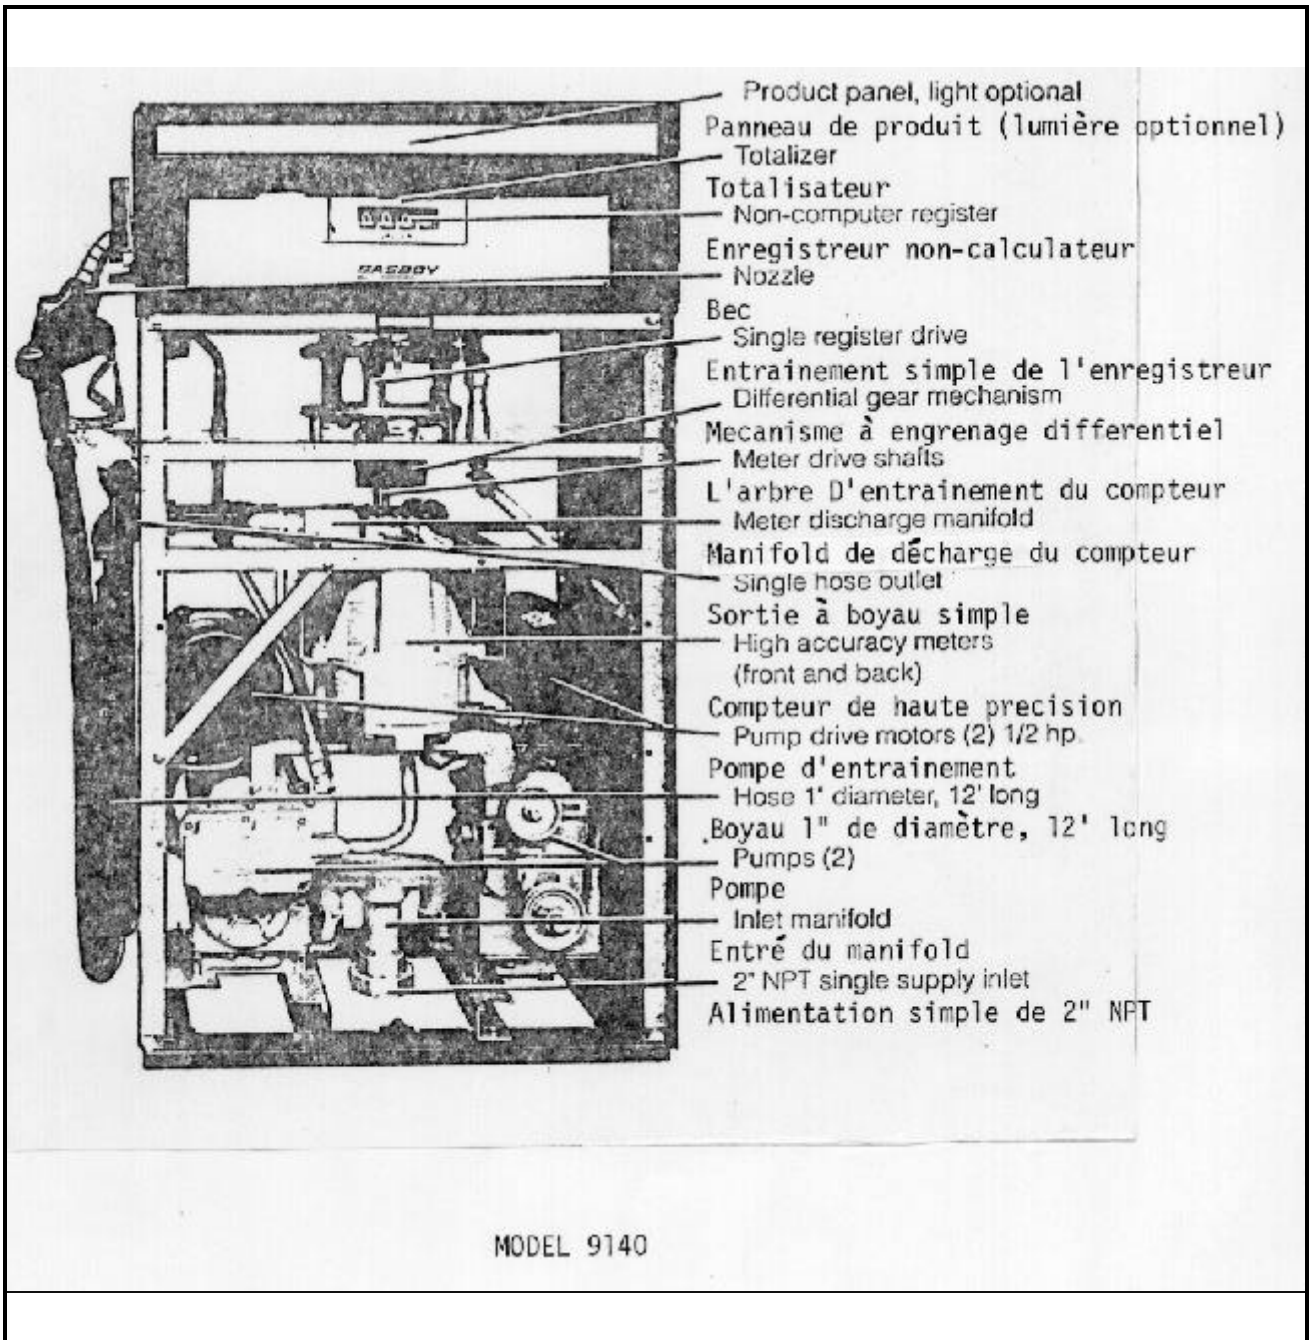 Product panel, light optional
Panneau de produit (lumière optionnel)
Totalizer
Totalisateur
Non-computer register
Enregistreur non-calculateur
GASBOY
Nozzle
Bec
Single register drive
Entrainement simple de l'enregistreur
Differential gear mechanism
Mecanisme à engrenage differentiel
Meter drive shafts
L'arbre D'entrainement du compteur
Meter discharge manifold
Manifold de décharge du compteur
Single hose outlet
Sortie à boyau simple
High accuracy meters
(front and back)
Compteur de haute precision
Pump drive motors (2) 1/2 hp.
Pompe d'entrainement
Hose 1" diameter, 12' long
Boyau 1" de diamètre, 12' long
Pumps (2)
Pompe
Inlet manifold
Entré du manifold
2" NPT single supply inlet
Alimentation simple de 2" NPT
MODEL 9140